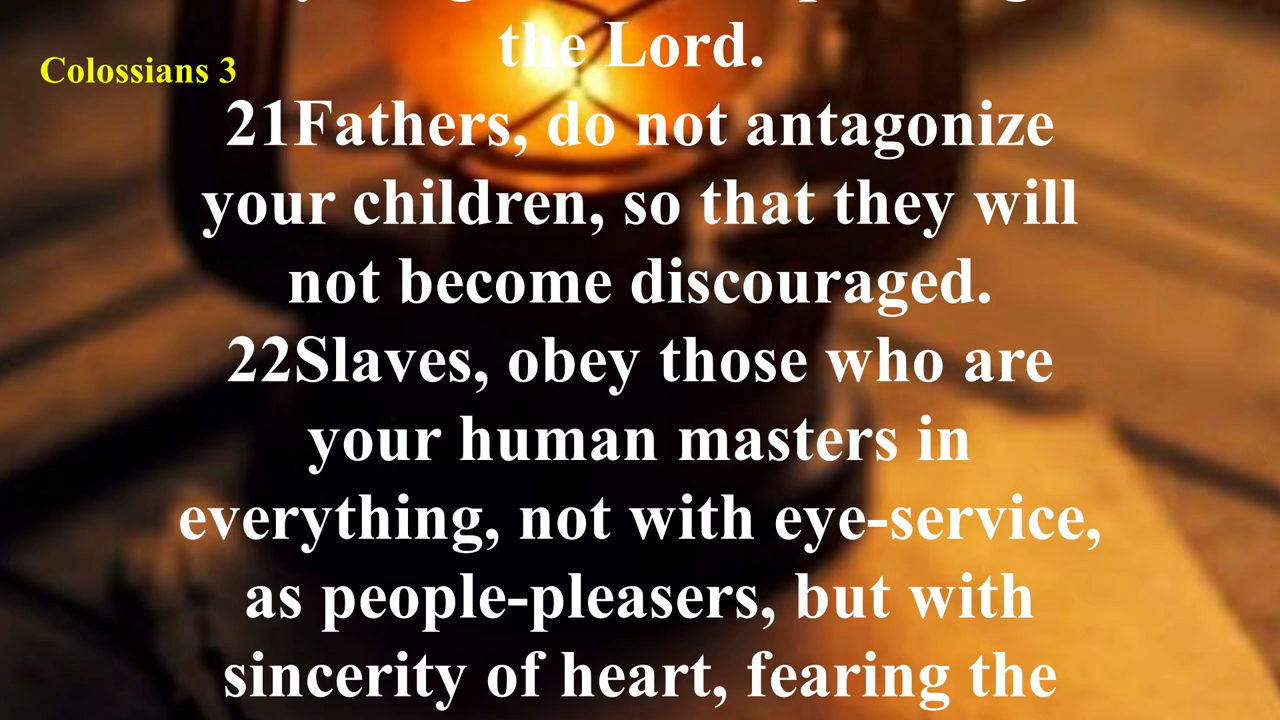 Colossians 3
the Lord.
21Fathers, do not antagonize
your children, so that they will
not become discouraged.
22Slaves, obey those who are
your human masters in
everything, not with eye-service,
as people-pleasers, but with
sincerity of heart, fearing the